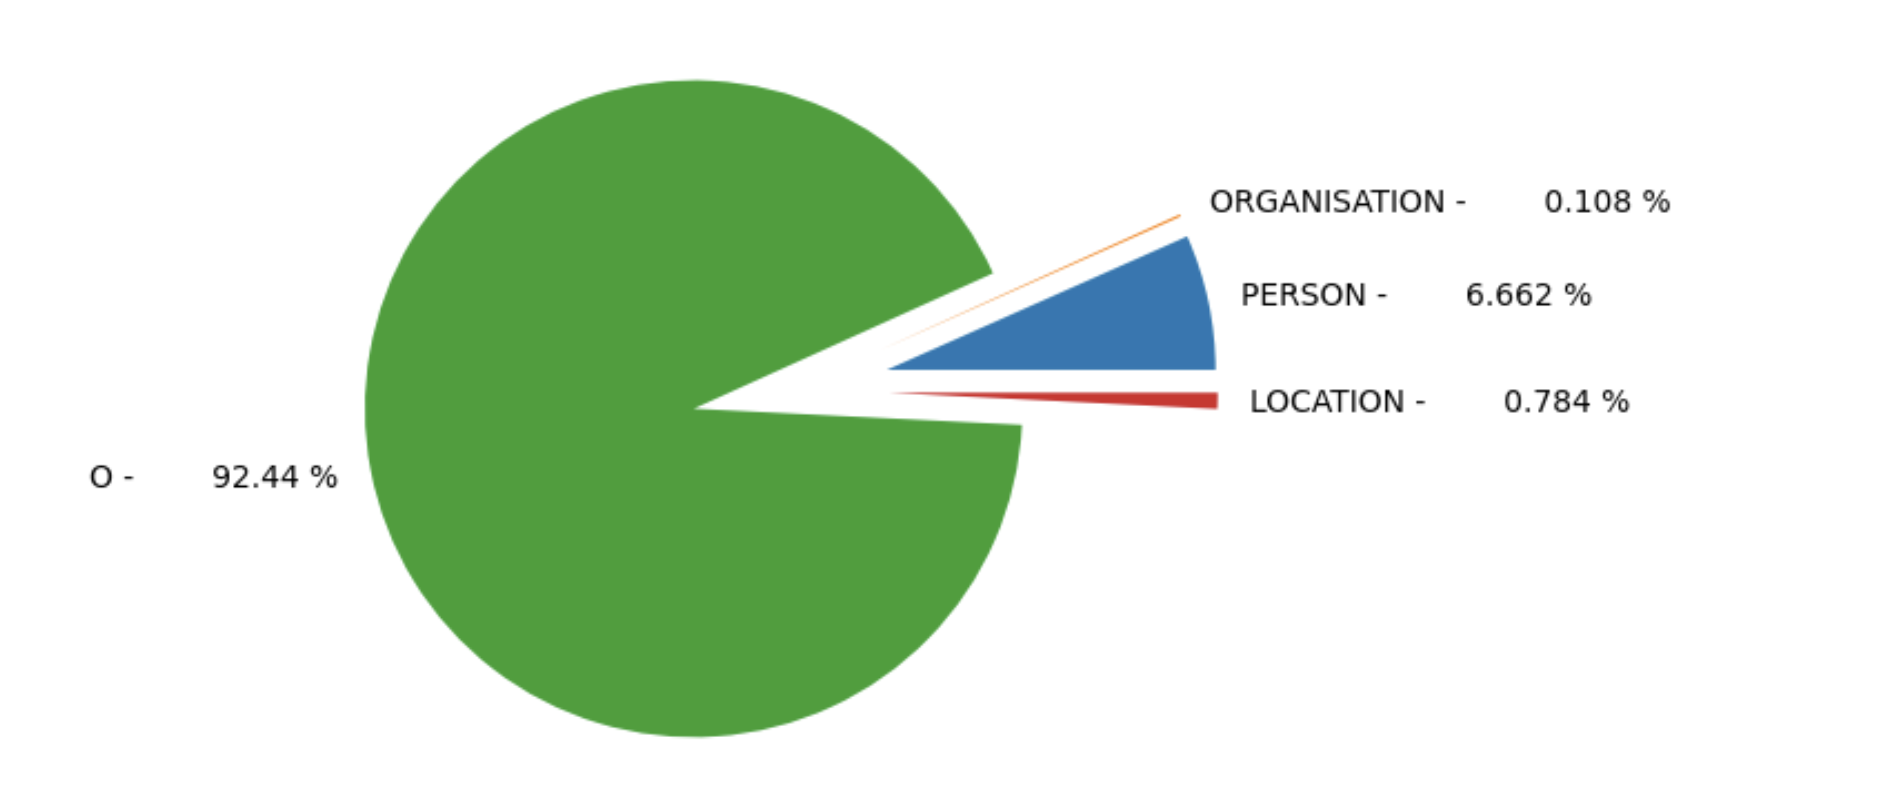 ORGANISATION - 0.108 %
PERSON - 6.662 %
LOCATION - 0.784 %
O - 92.44 %